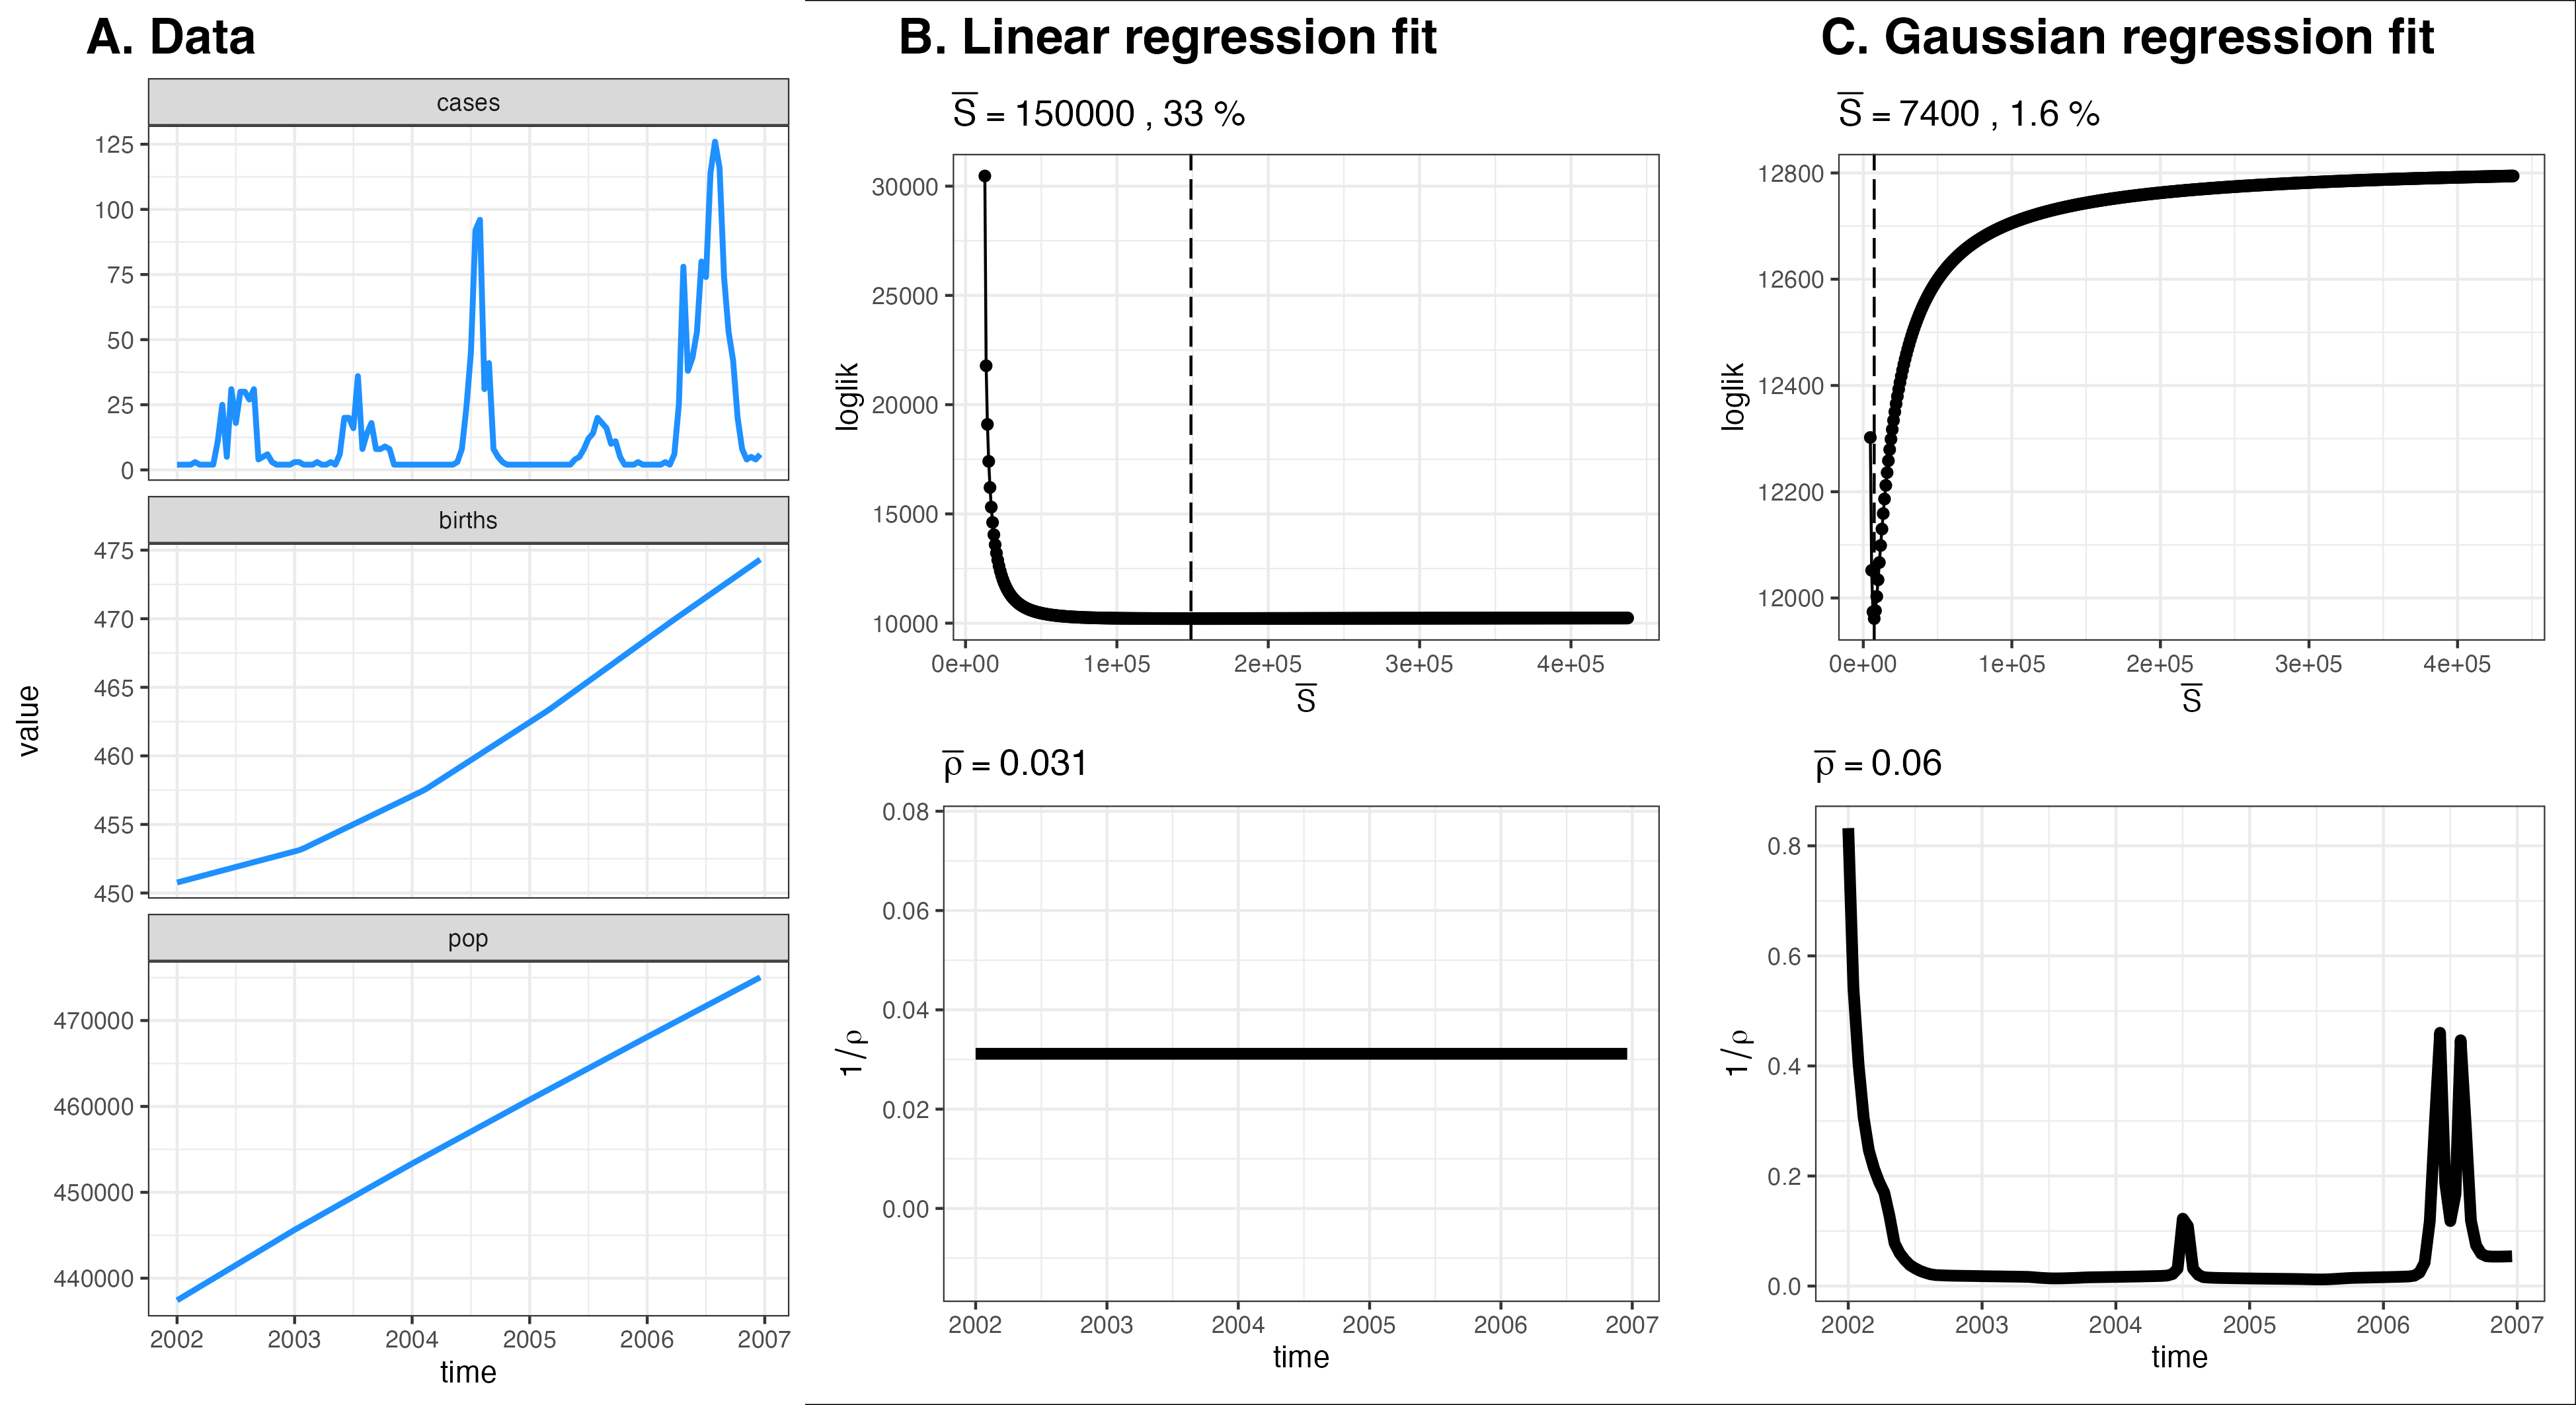 A. Data
cases
125
100
75
50
25
0
births
475
470
465
460
455
450
pop
470000
460000
450000
440000
2002 2003 2004 2005 2006 2007
time
value
B. Linear regression fit
S̅ = 150000 , 33 %
30000
25000
20000
15000
10000
loglik
0e+00 1e+05 2e+05 3e+05 4e+05
S̅
ρ̅ = 0.031
0.08
0.06
0.04
0.02
0.00
1/ρ
2002 2003 2004 2005 2006 2007
time
C. Gaussian regression fit
S̅ = 7400 , 1.6 %
12800
12600
12400
12200
12000
loglik
0e+00 1e+05 2e+05 3e+05 4e+05
S̅
ρ̅ = 0.06
0.8
0.6
0.4
0.2
0.0
1/ρ
2002 2003 2004 2005 2006 2007
time